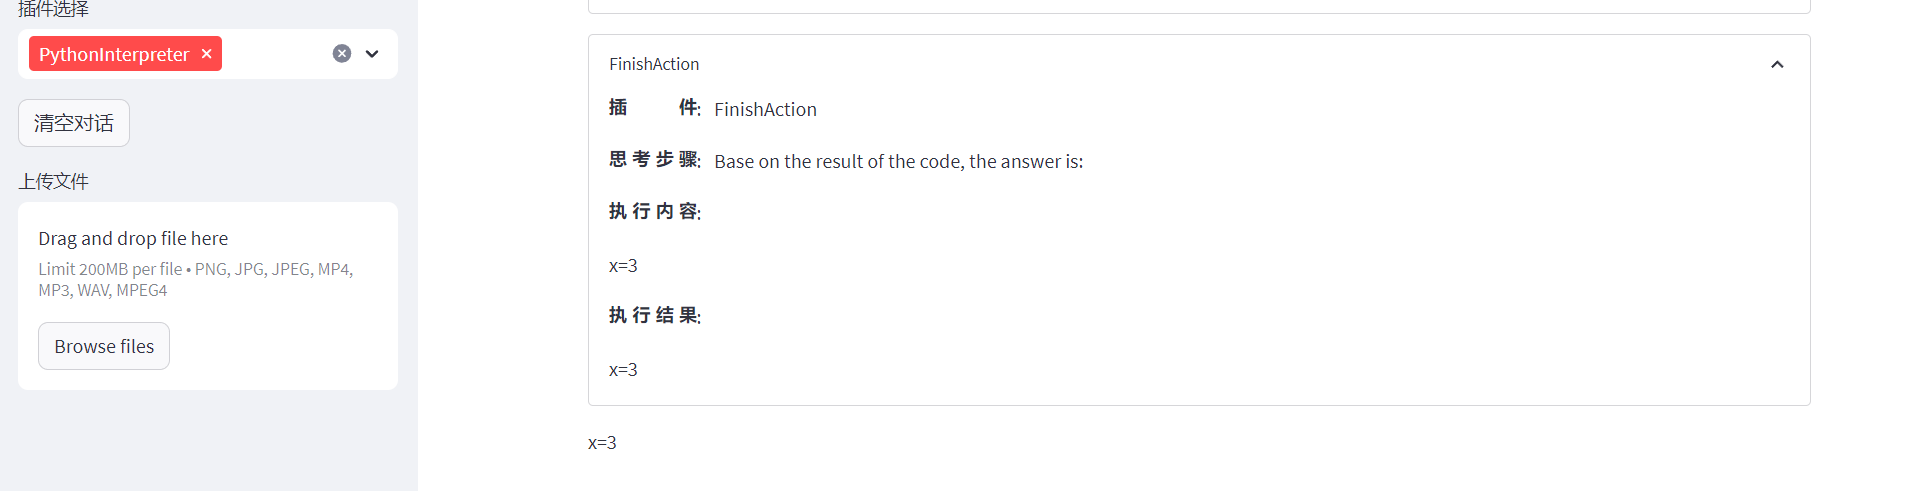 插件选择
PythonInterpreter
清空对话
上传文件
Drag and drop file here
Limit 200MB per file • PNG, JPG, JPEG, MP4,
MP3, WAV, MPEG4
Browse files
FinishAction
插件: FinishAction
思考步骤: Base on the result of the code, the answer is:
执行内容:
x=3
执行结果:
x=3
x=3